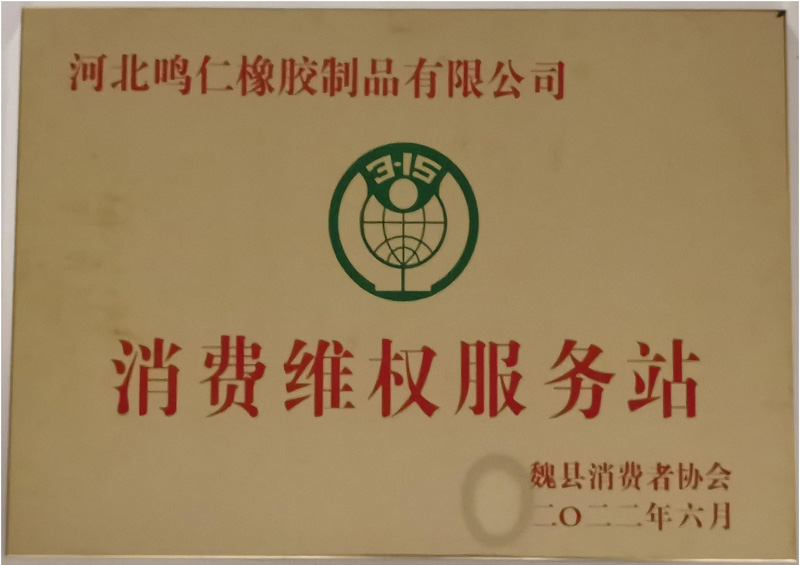 河北鸣仁橡胶制品有限公司
3·15
消费维权服务站
魏县消费者协会
二〇二二年六月